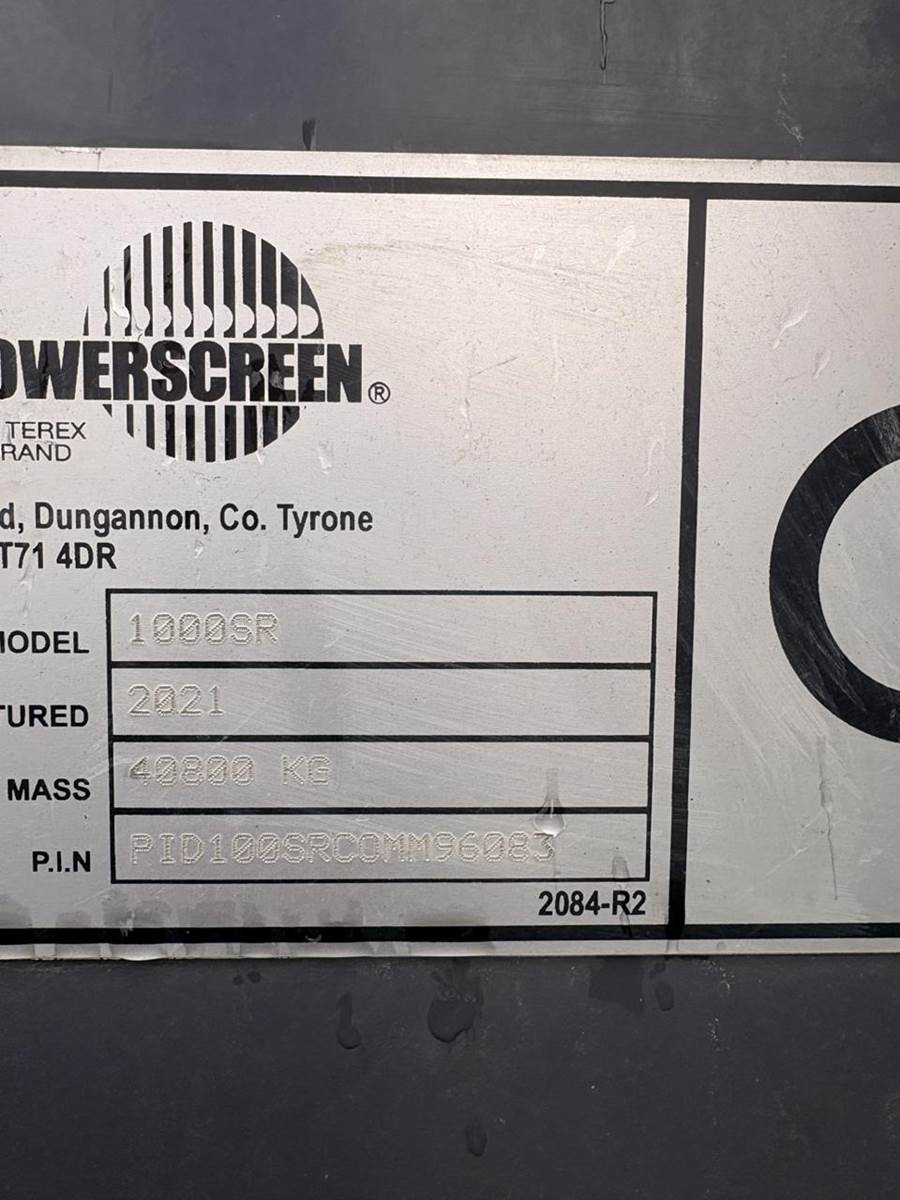 OWERSCREEN®
TEREX
RAND
d, Dungannon, Co. Tyrone
T71 4DR
MODEL 1000SR
TURED 2021
MASS 40800 KG
P.I.N PID100SRCOMM96083
2084-R2